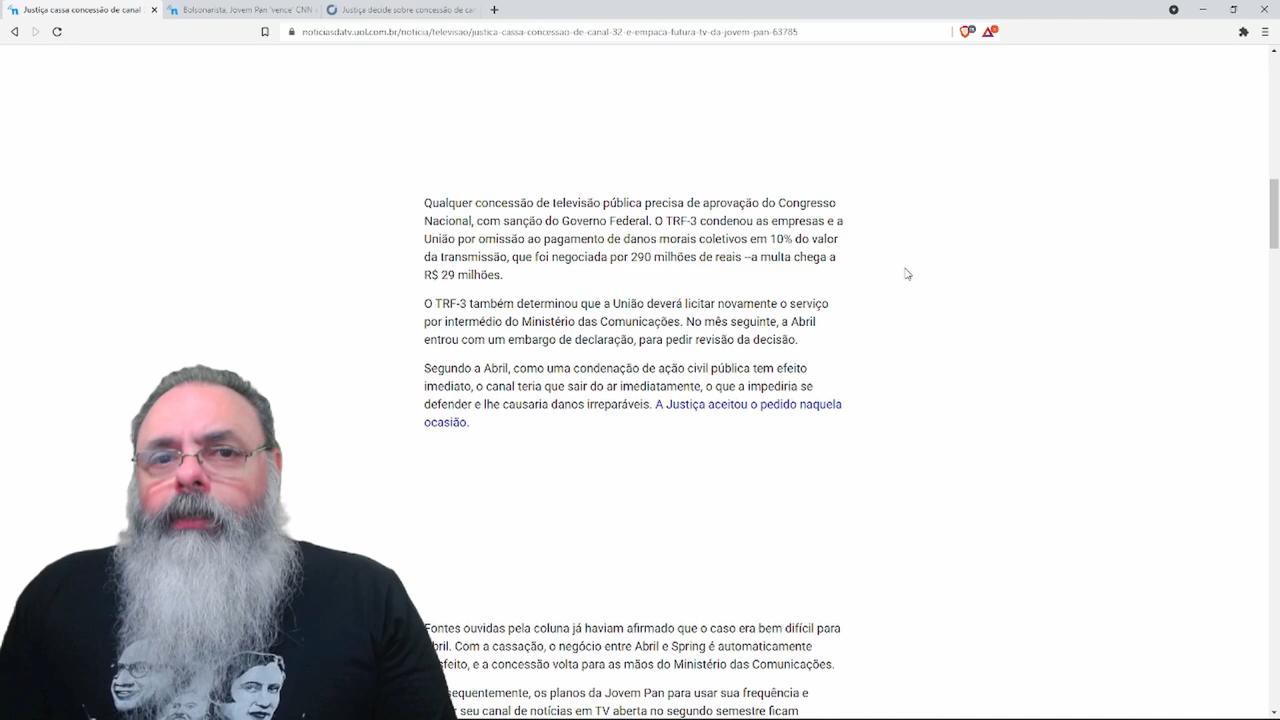 Justiça cassa concessão de canal
Bolsonarista, Jovem Pan 'vence' CNN
Justiça decide sobre concessão de car
noticiasdatv.uol.com.br/noticia/televisao/justica-cassa-concessao-de-canal-32-e-empaca-futura-tv-da-jovem-pan-63785
Qualquer concessão de televisão pública precisa de aprovação do Congresso
Nacional, com sanção do Governo Federal. O TRF-3 condenou as empresas e a
União por omissão ao pagamento de danos morais coletivos em 10% do valor
da transmissão, que foi negociada por 290 milhões de reais --a multa chega a
R$ 29 milhões.
O TRF-3 também determinou que a União deverá licitar novamente o serviço
por intermédio do Ministério das Comunicações. No mês seguinte, a Abril
entrou com um embargo de declaração, para pedir revisão da decisão.
Segundo a Abril, como uma condenação de ação civil pública tem efeito
imediato, o canal teria que sair do ar imediatamente, o que a impediria se
defender e lhe causaria danos irreparáveis. A Justiça aceitou o pedido naquela
ocasião.
Fontes ouvidas pela coluna já haviam afirmado que o caso era bem difícil para
bril. Com a cassação, o negócio entre Abril e Spring é automaticamente
sfeito, e a concessão volta para as mãos do Ministério das Comunicações.
sequentemente, os planos da Jovem Pan para usar sua frequência e
seu canal de notícias em TV aberta no segundo semestre ficam